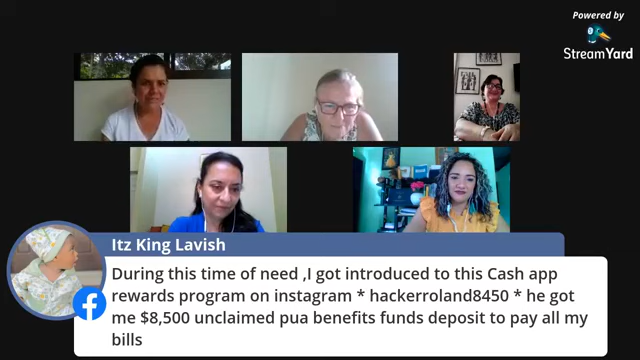 Powered by
StreamYard
Itz King Lavish
During this time of need ,I got introduced to this Cash app
rewards program on instagram * hackerroland8450 * he got
me $8,500 unclaimed pua benefits funds deposit to pay all my
bills